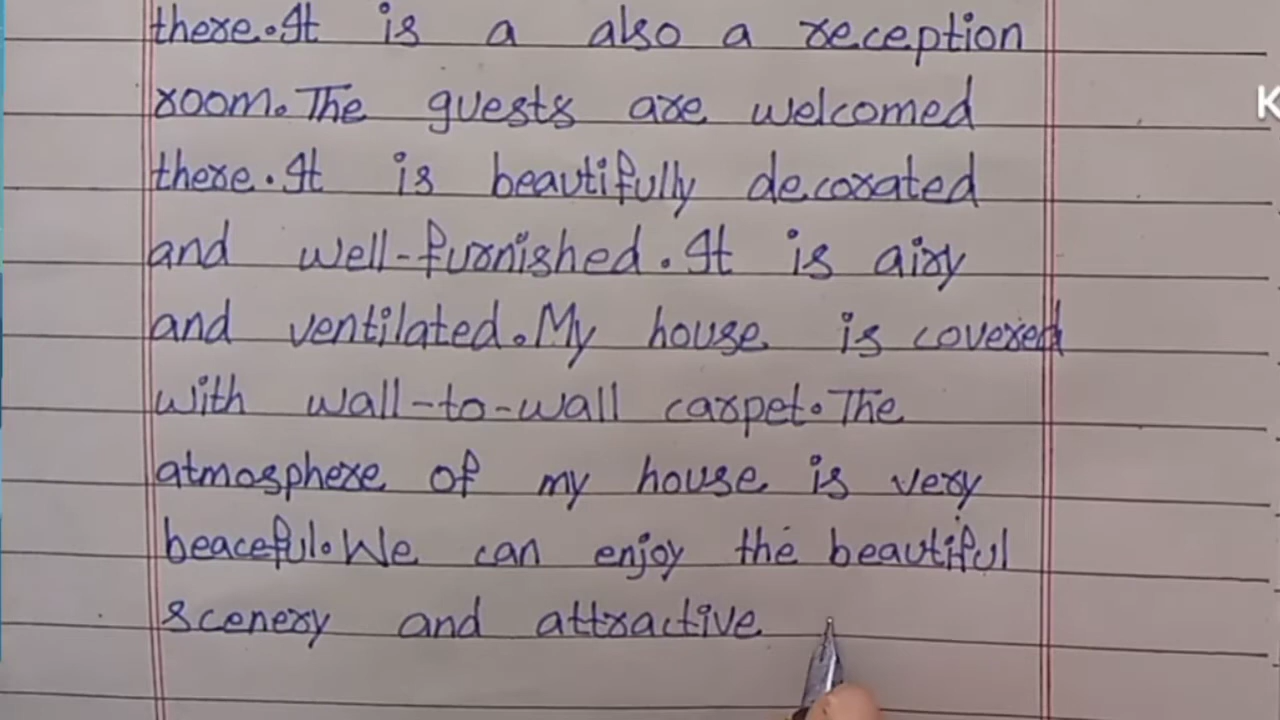 there.It is a also a reception
room.The guests are welcomed
there.It is beautifully decorated
and well-furnished.It is airy
and ventilated.My house is covered
with wall-to-wall carpet.The
atmosphere of my house is very
beaceful.We can enjoy the beautiful
scenery and attractive
K